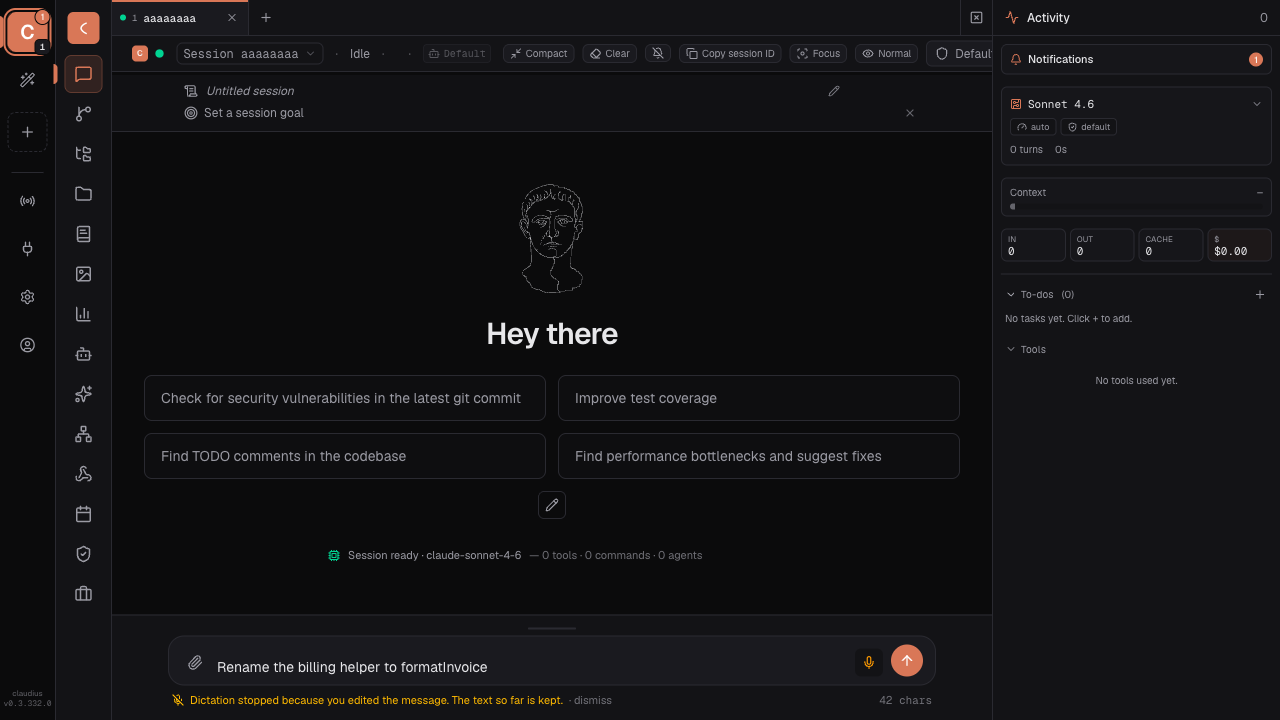 C
1
1
claudius
v0.3.332.0
1 aaaaaaaa
C
Session aaaaaaaa
· Idle · ·
Default
Compact
Clear
Copy session ID
Focus
Normal
Untitled session
Set a session goal
Hey there
Check for security vulnerabilities in the latest git commit
Improve test coverage
Find TODO comments in the codebase
Find performance bottlenecks and suggest fixes
Session ready · claude-sonnet-4-6 — 0 tools · 0 commands · 0 agents
Rename the billing helper to formatInvoice
Dictation stopped because you edited the message. The text so far is kept. · dismiss
42 chars
Activity 0
Notifications 1
Sonnet 4.6
auto default
0 turns 0s
Context –
IN OUT CACHE $
0 0 0 $0.00
To-dos (0)
No tasks yet. Click + to add.
Tools
No tools used yet.